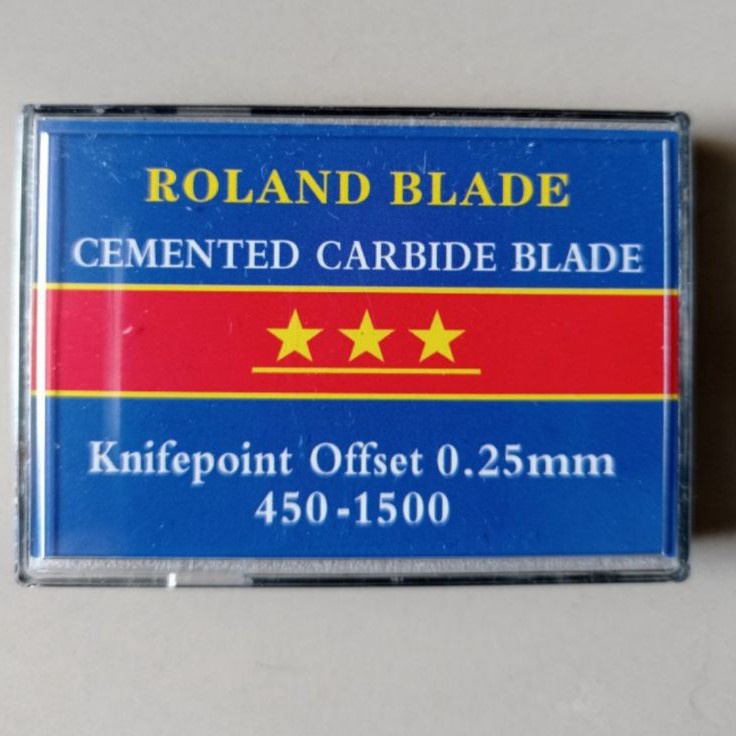 ROLAND BLADE
CEMENTED CARBIDE BLADE
Knifepoint Offset 0.25mm
450-1500